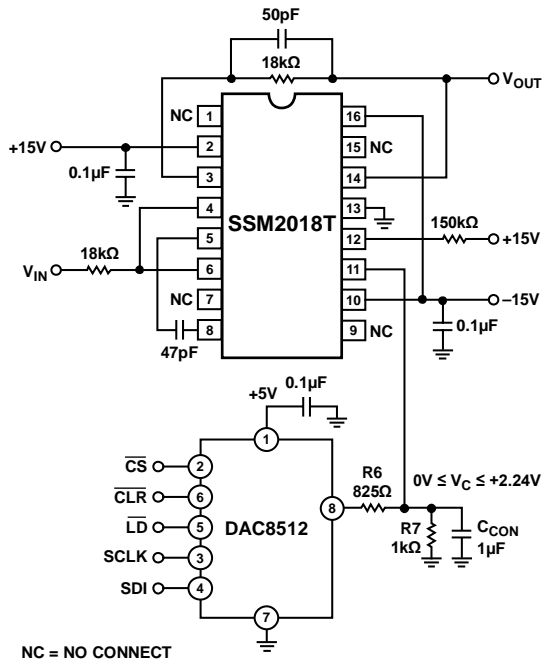 50pF
18kΩ
V_OUT
NC 1
16
+15V
2
15 NC
0.1µF
3
14
4
SSM2018T
13
5
12
150kΩ
+15V
V_IN
18kΩ
6
11
NC 7
10
–15V
47pF
8
9 NC
0.1µF
+5V
0.1µF
1
CS
2
CLR
6
LD
5
DAC8512
8
R6
825Ω
0V ≤ V_C ≤ +2.24V
R7
1kΩ
C_CON
1µF
SCLK
3
SDI
4
7
NC = NO CONNECT